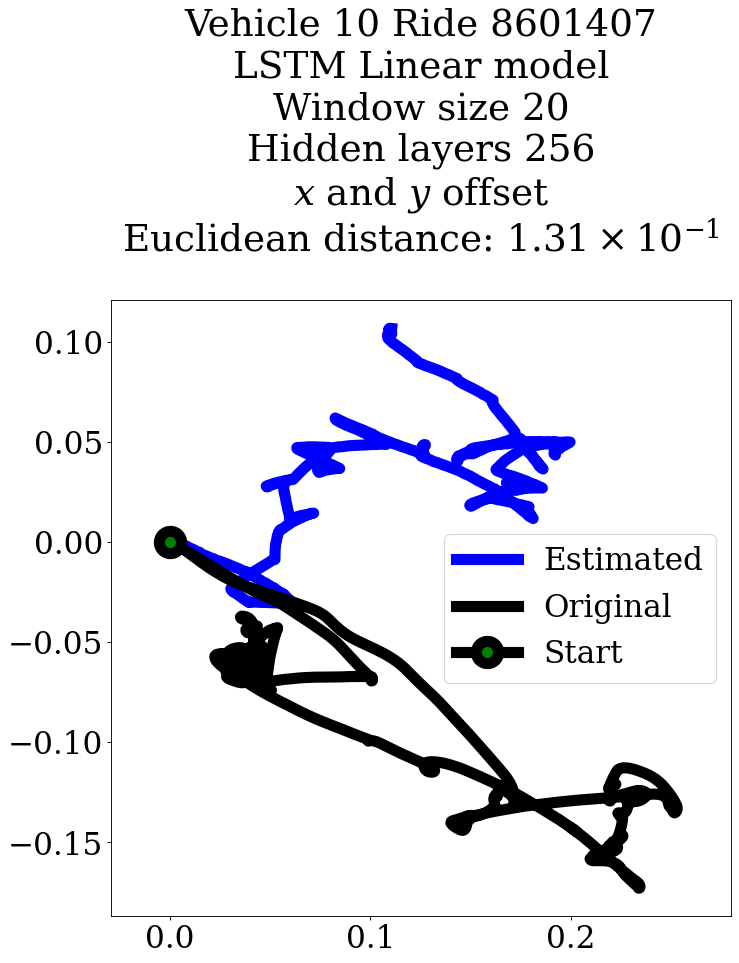 Vehicle 10 Ride 8601407
LSTM Linear model
Window size 20
Hidden layers 256
x and y offset
Euclidean distance: 1.31 × 10⁻¹
0.10
0.05
0.00
−0.05
−0.10
−0.15
Estimated
Original
Start
0.0 0.1 0.2